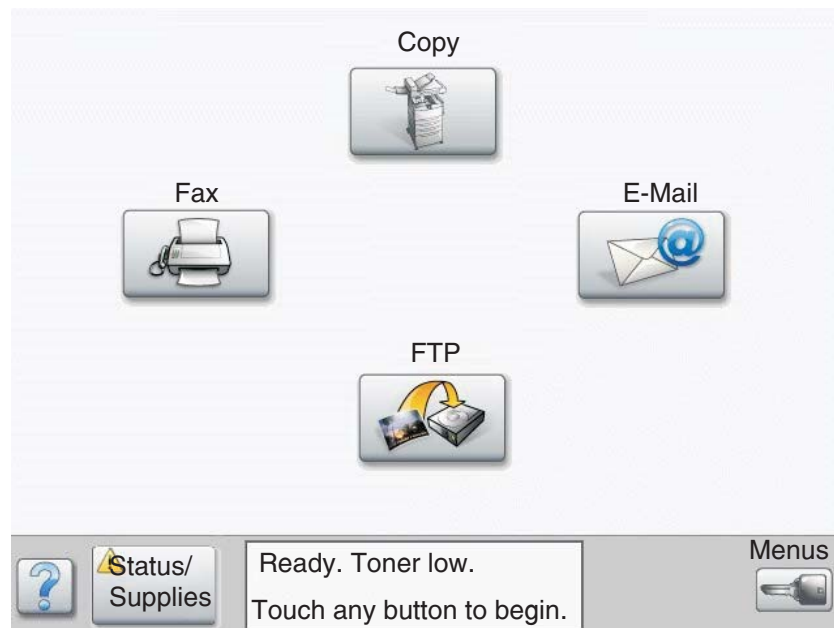 Copy
Fax
E-Mail
@
FTP
?
Status/
Supplies
Ready. Toner low.
Touch any button to begin.
Menus